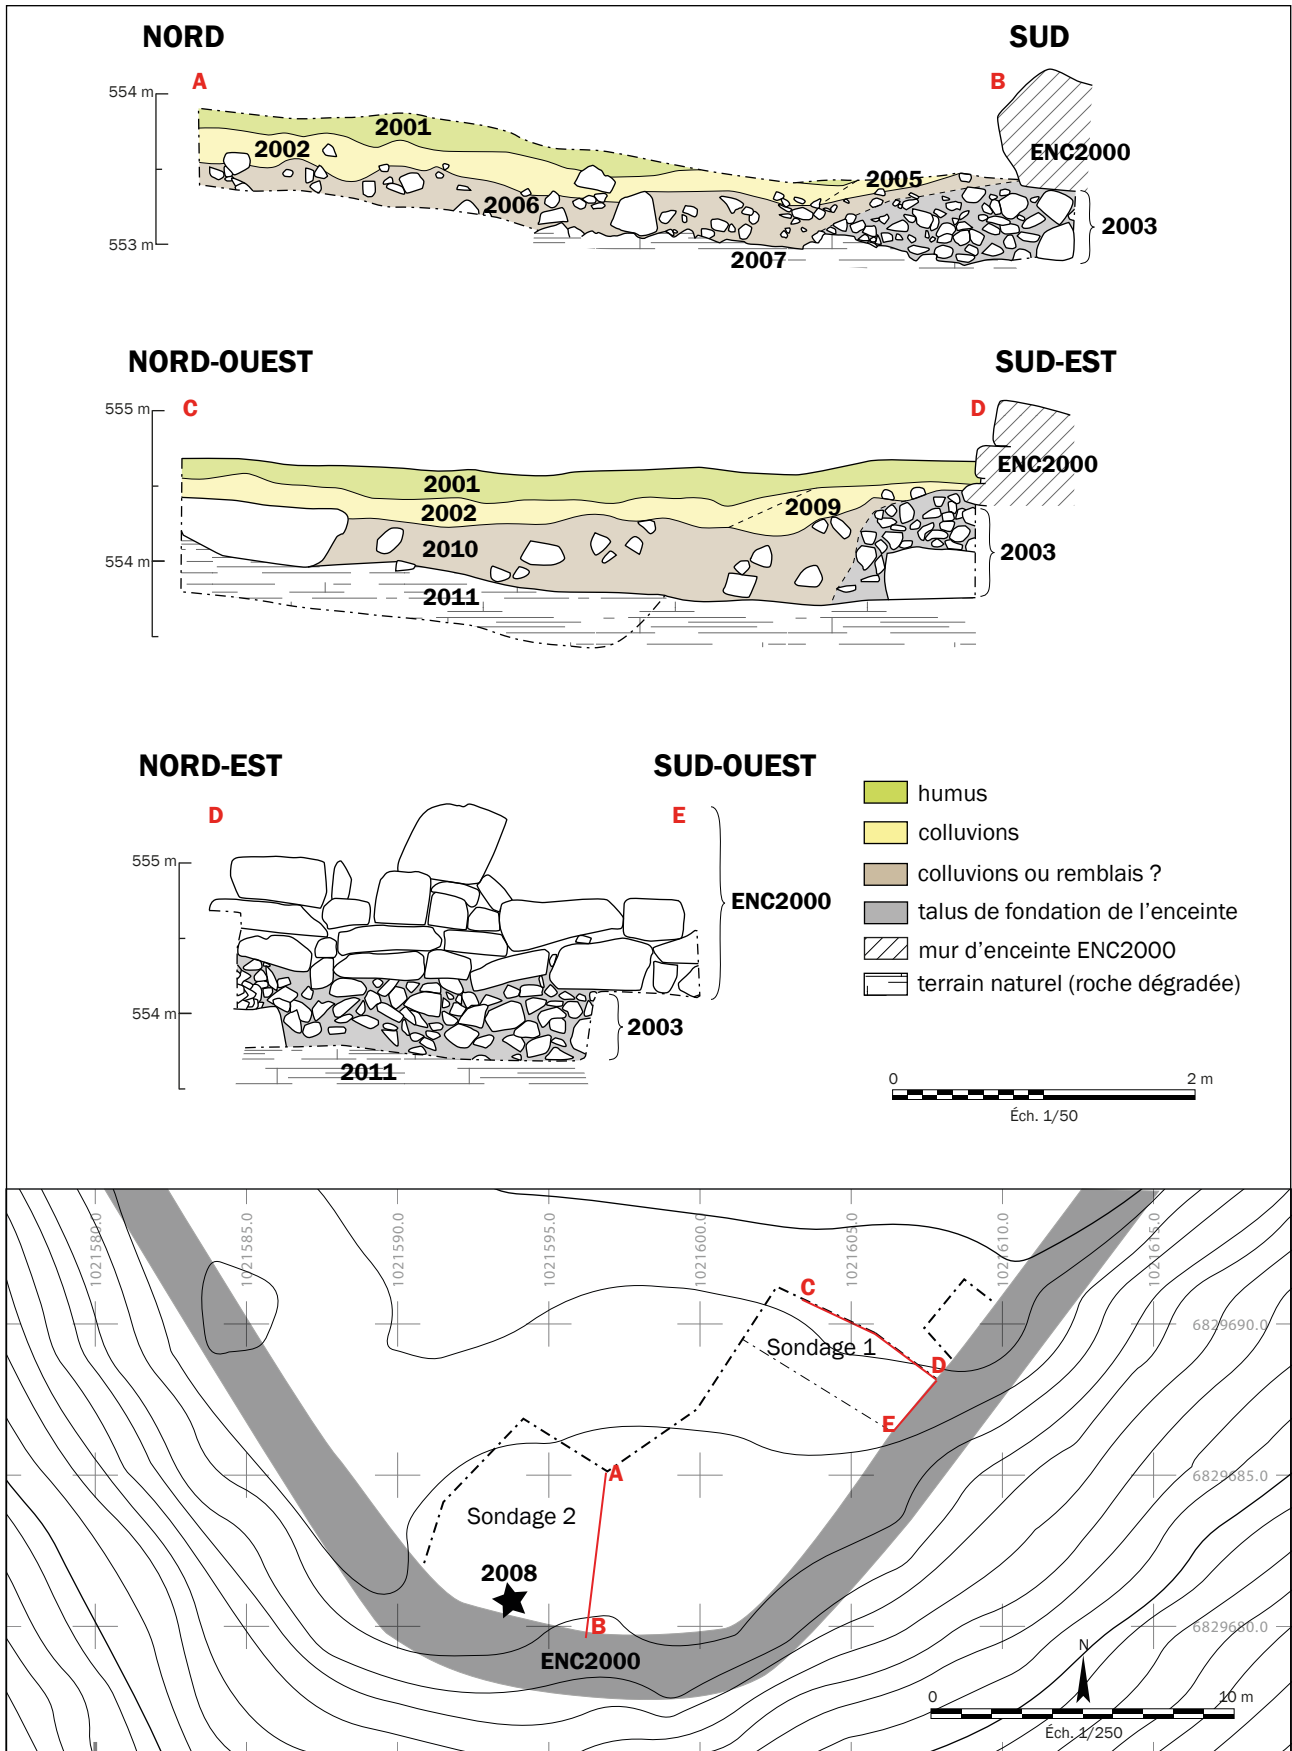 NORD
SUD
A
B
554 m
2001
2002
ENC2000
2005
2006
2003
553 m
2007
NORD-OUEST
SUD-EST
555 m
C
D
ENC2000
2001
2002
2009
2010
2003
554 m
2011
NORD-EST
SUD-OUEST
D
E
555 m
ENC2000
554 m
2003
2011
humus
colluvions
colluvions ou remblais ?
talus de fondation de l'enceinte
mur d'enceinte ENC2000
terrain naturel (roche dégradée)
0
2 m
Éch. 1/50
1021580.0
1021585.0
1021590.0
1021595.0
1021600.0
1021605.0
1021610.0
1021615.0
C
6829690.0
Sondage 1
D
E
A
6829685.0
Sondage 2
2008
B
6829680.0
ENC2000
N
0
10 m
Éch. 1/250